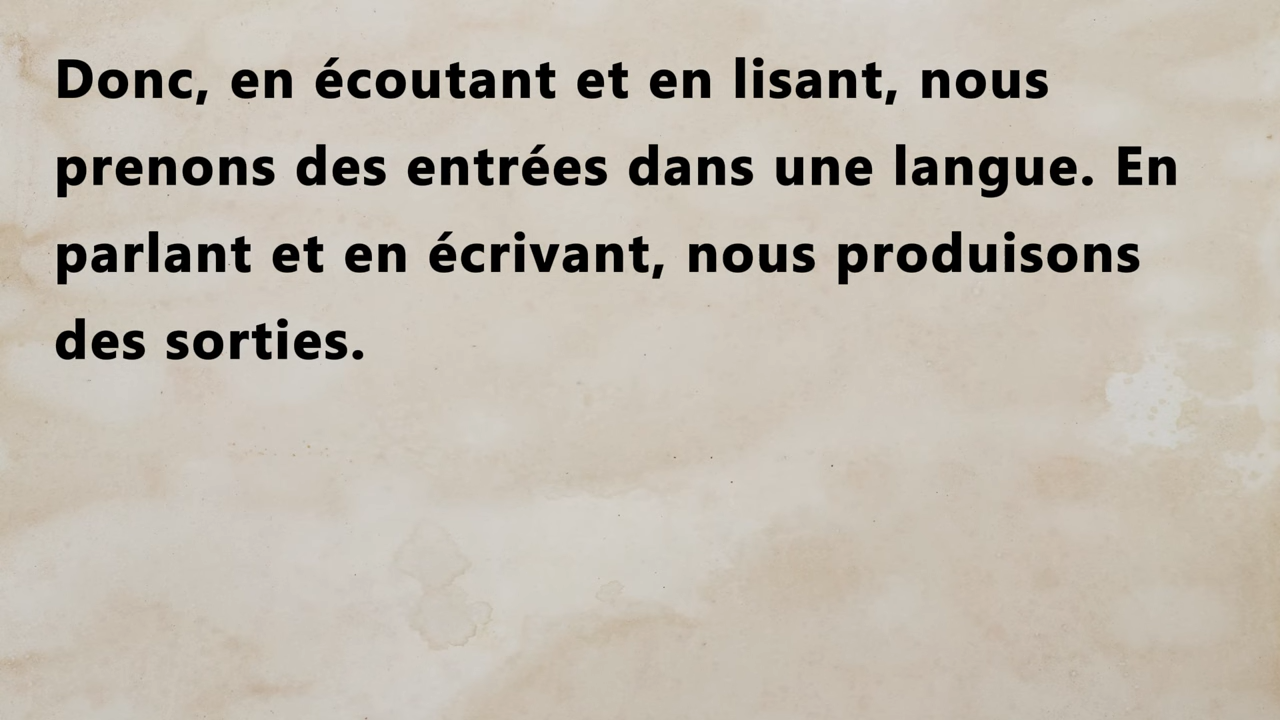 Donc, en écoutant et en lisant, nous
prenons des entrées dans une langue. En
parlant et en écrivant, nous produisons
des sorties.